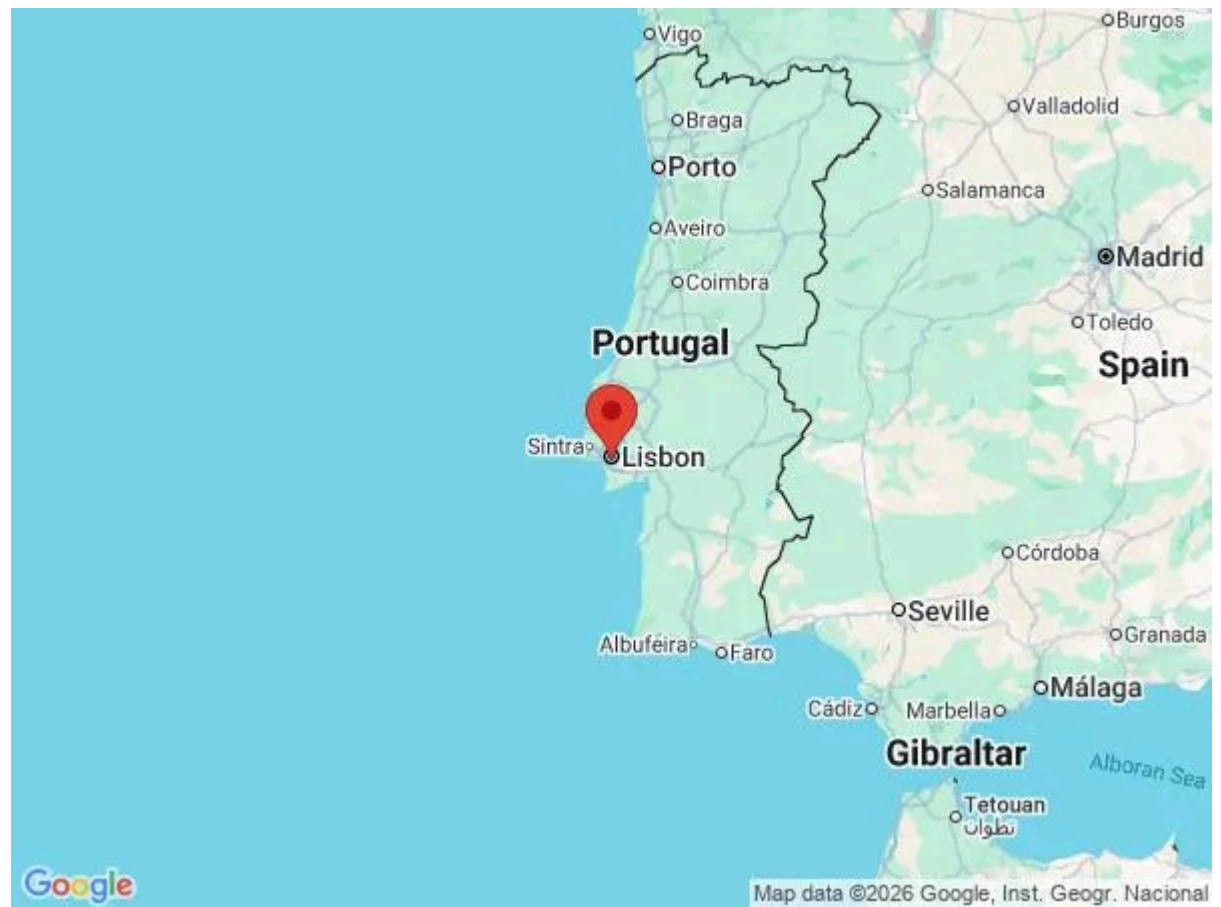 Vigo
Burgos
Valladolid
Braga
Porto
Salamanca
Aveiro
Madrid
Coimbra
Toledo
Portugal
Spain
Sintra
Lisbon
Córdoba
Seville
Granada
Albufeira
Faro
Málaga
Cádiz
Marbella
Gibraltar
Alboran Sea
Tetouan
تطوان
Google
Map data ©2026 Google, Inst. Geogr. Nacional